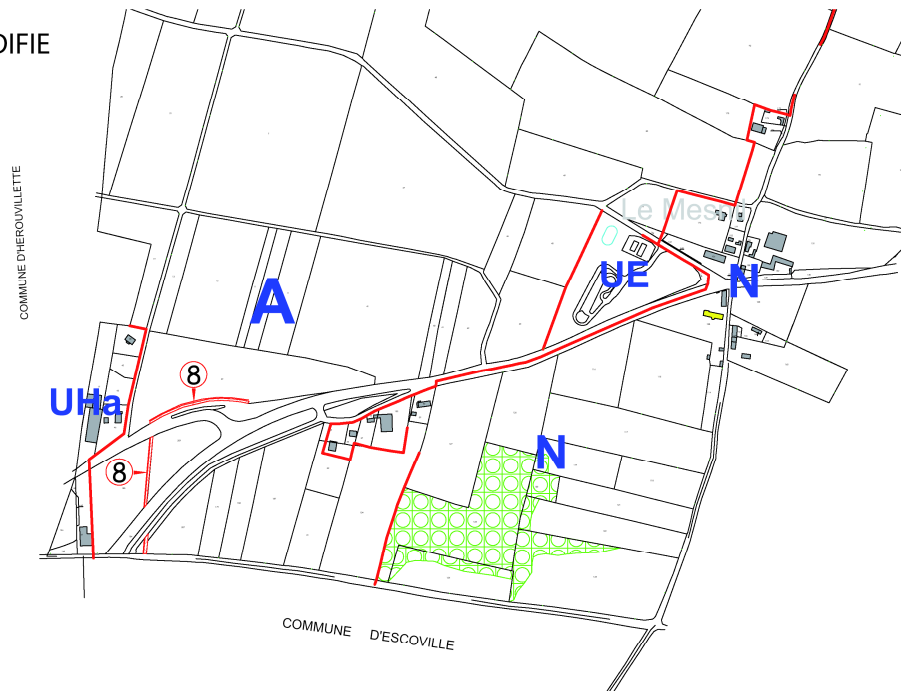 DIFIE
COMMUNE D'HEROUVILLETTE
Le Mesnil
A
UE
N
8
UHa
8
N
COMMUNE D'ESCOVILLE